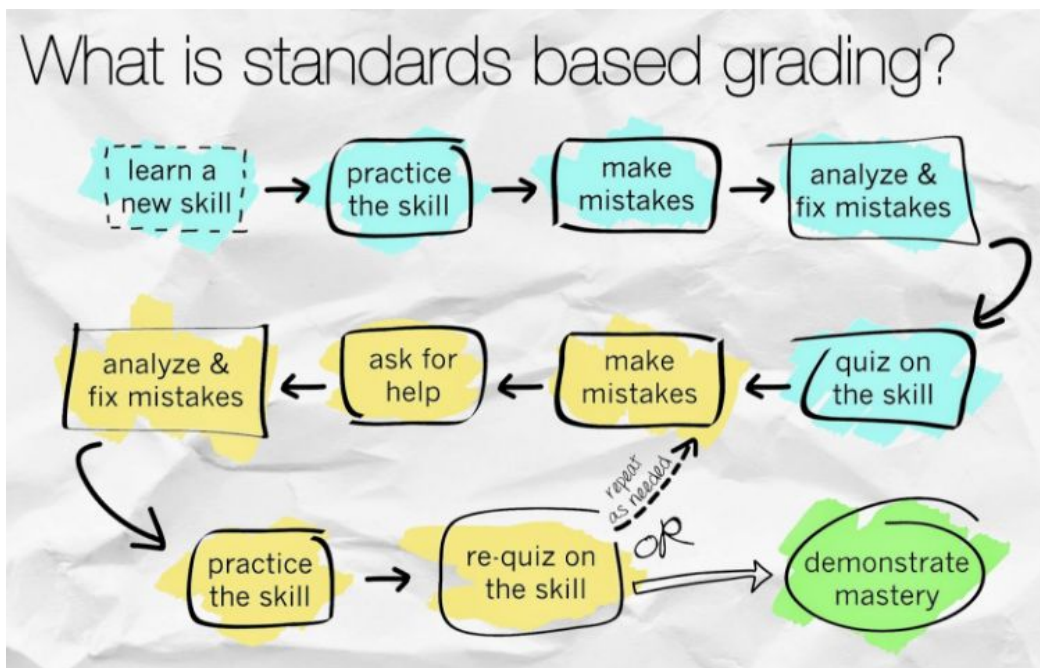 What is standards based grading?
learn a
new skill
practice
the skill
make
mistakes
analyze &
fix mistakes
quiz on
the skill
make
mistakes
ask for
help
analyze &
fix mistakes
practice
the skill
re-quiz on
the skill
repeat
as needed
OR
demonstrate
mastery